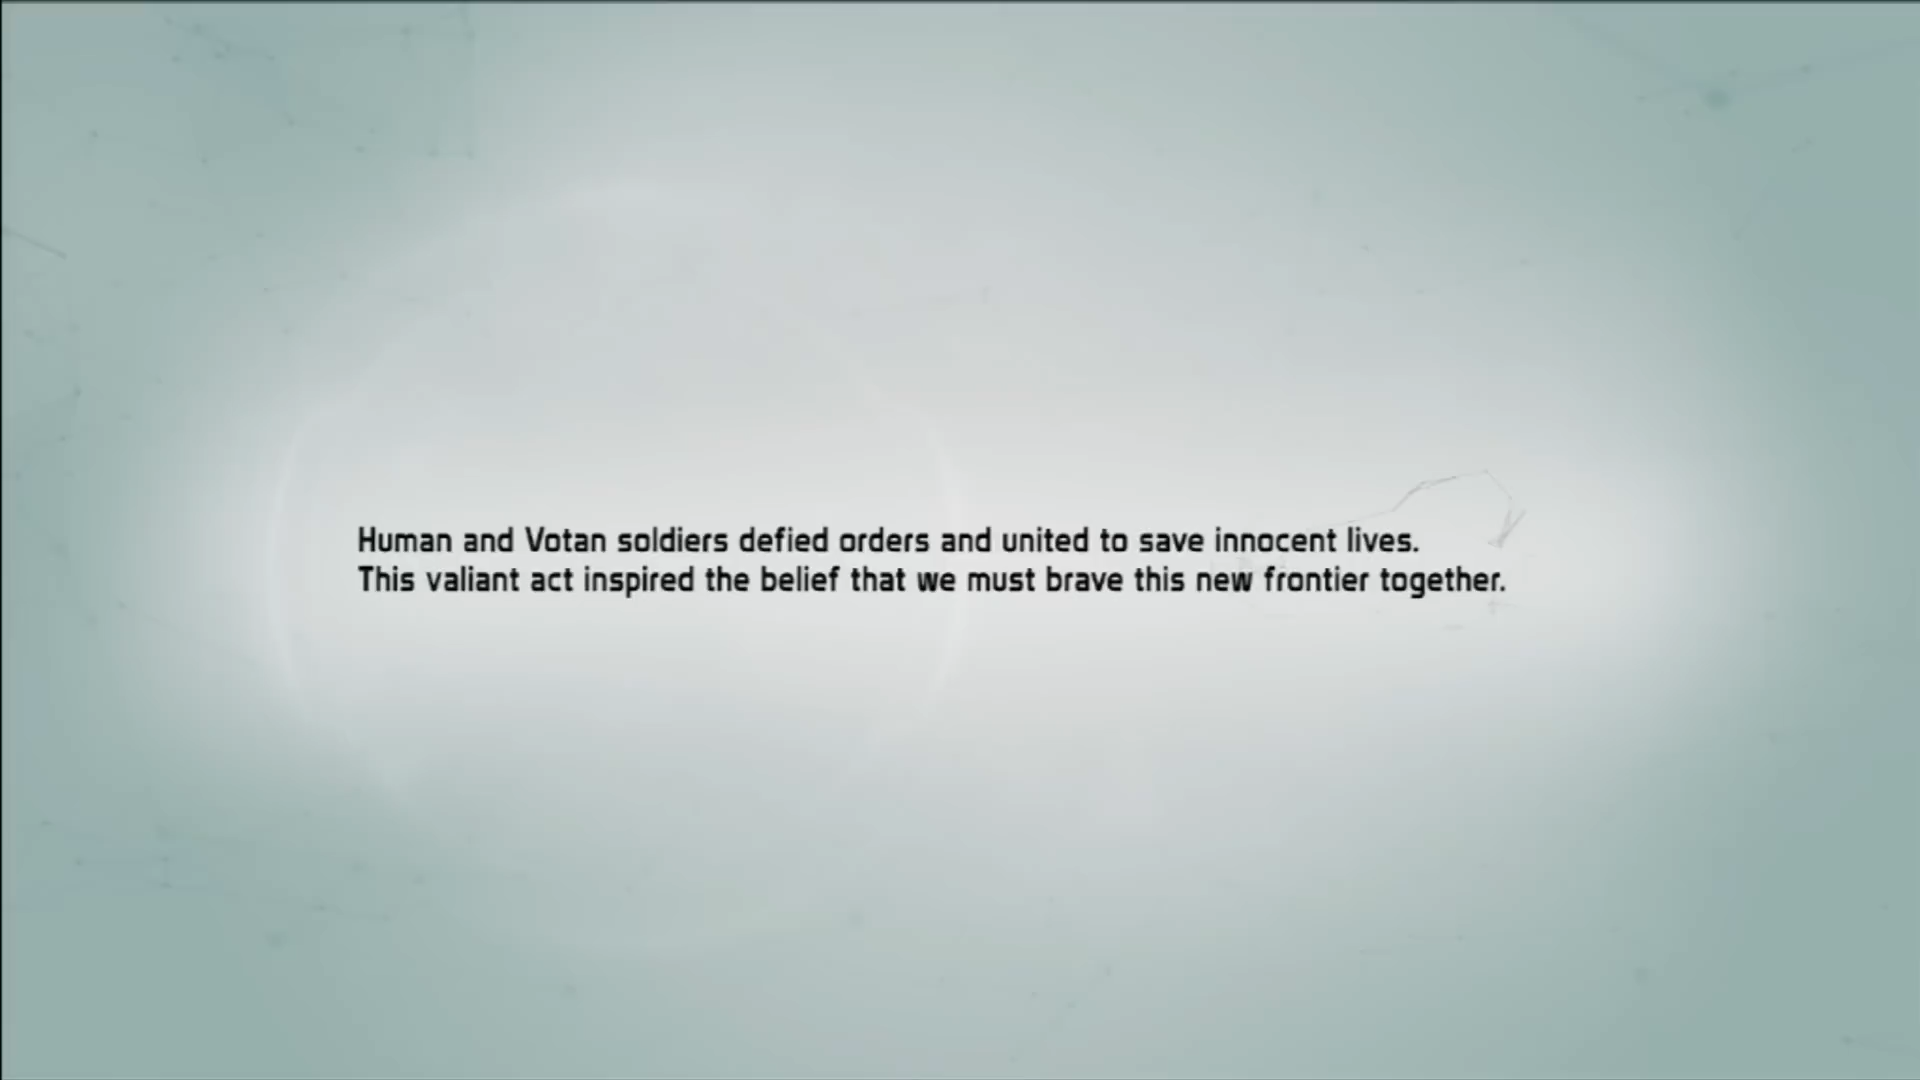 Human and Votan soldiers defied orders and united to save innocent lives.
This valiant act inspired the belief that we must brave this new frontier together.